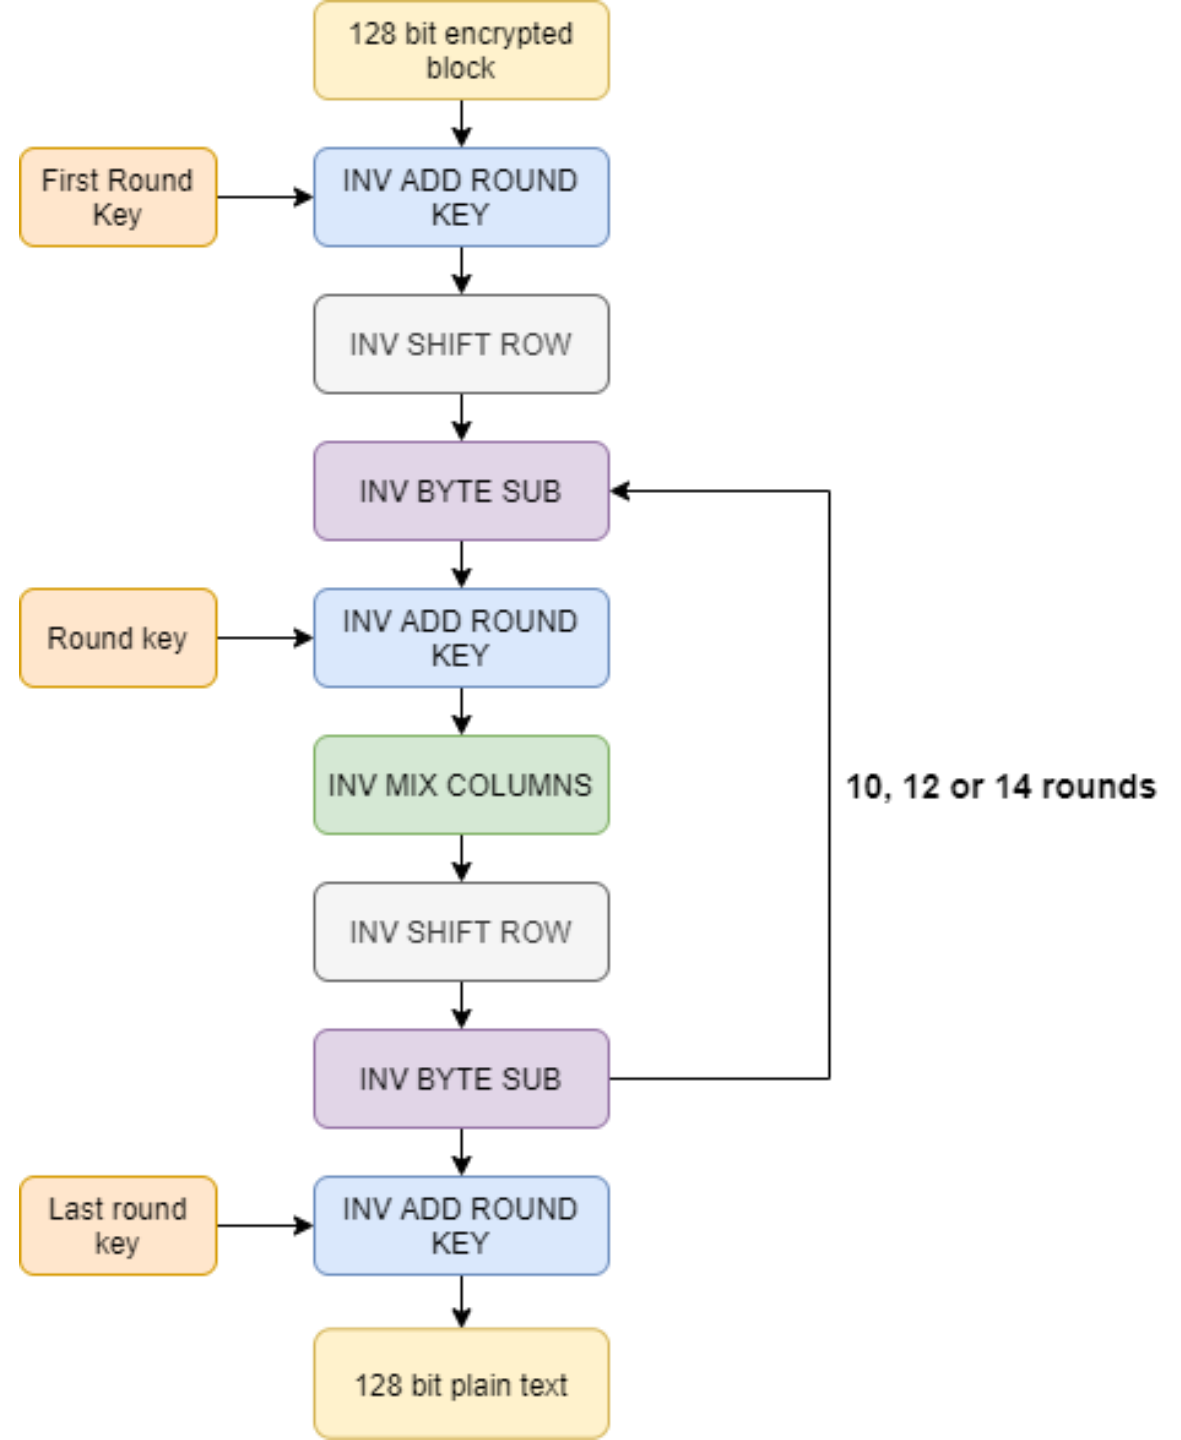 128 bit encrypted
block
First Round
Key
INV ADD ROUND
KEY
INV SHIFT ROW
INV BYTE SUB
Round key
INV ADD ROUND
KEY
INV MIX COLUMNS
10, 12 or 14 rounds
INV SHIFT ROW
INV BYTE SUB
Last round
key
INV ADD ROUND
KEY
128 bit plain text